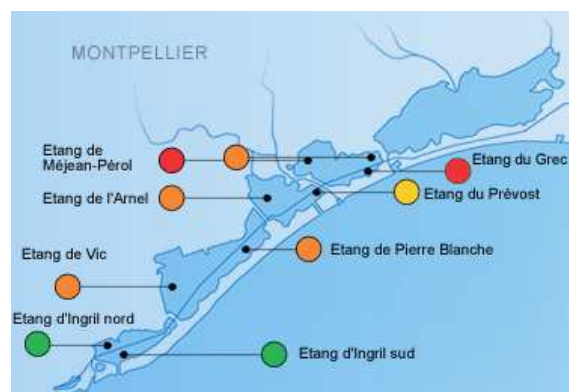 MONTPELLIER
Etang de
Méjean-Pérol
Etang du Grec
Etang de l'Arnel
Etang du Prévost
Etang de Vic
Etang de Pierre Blanche
Etang d'Ingril nord
Etang d'Ingril sud